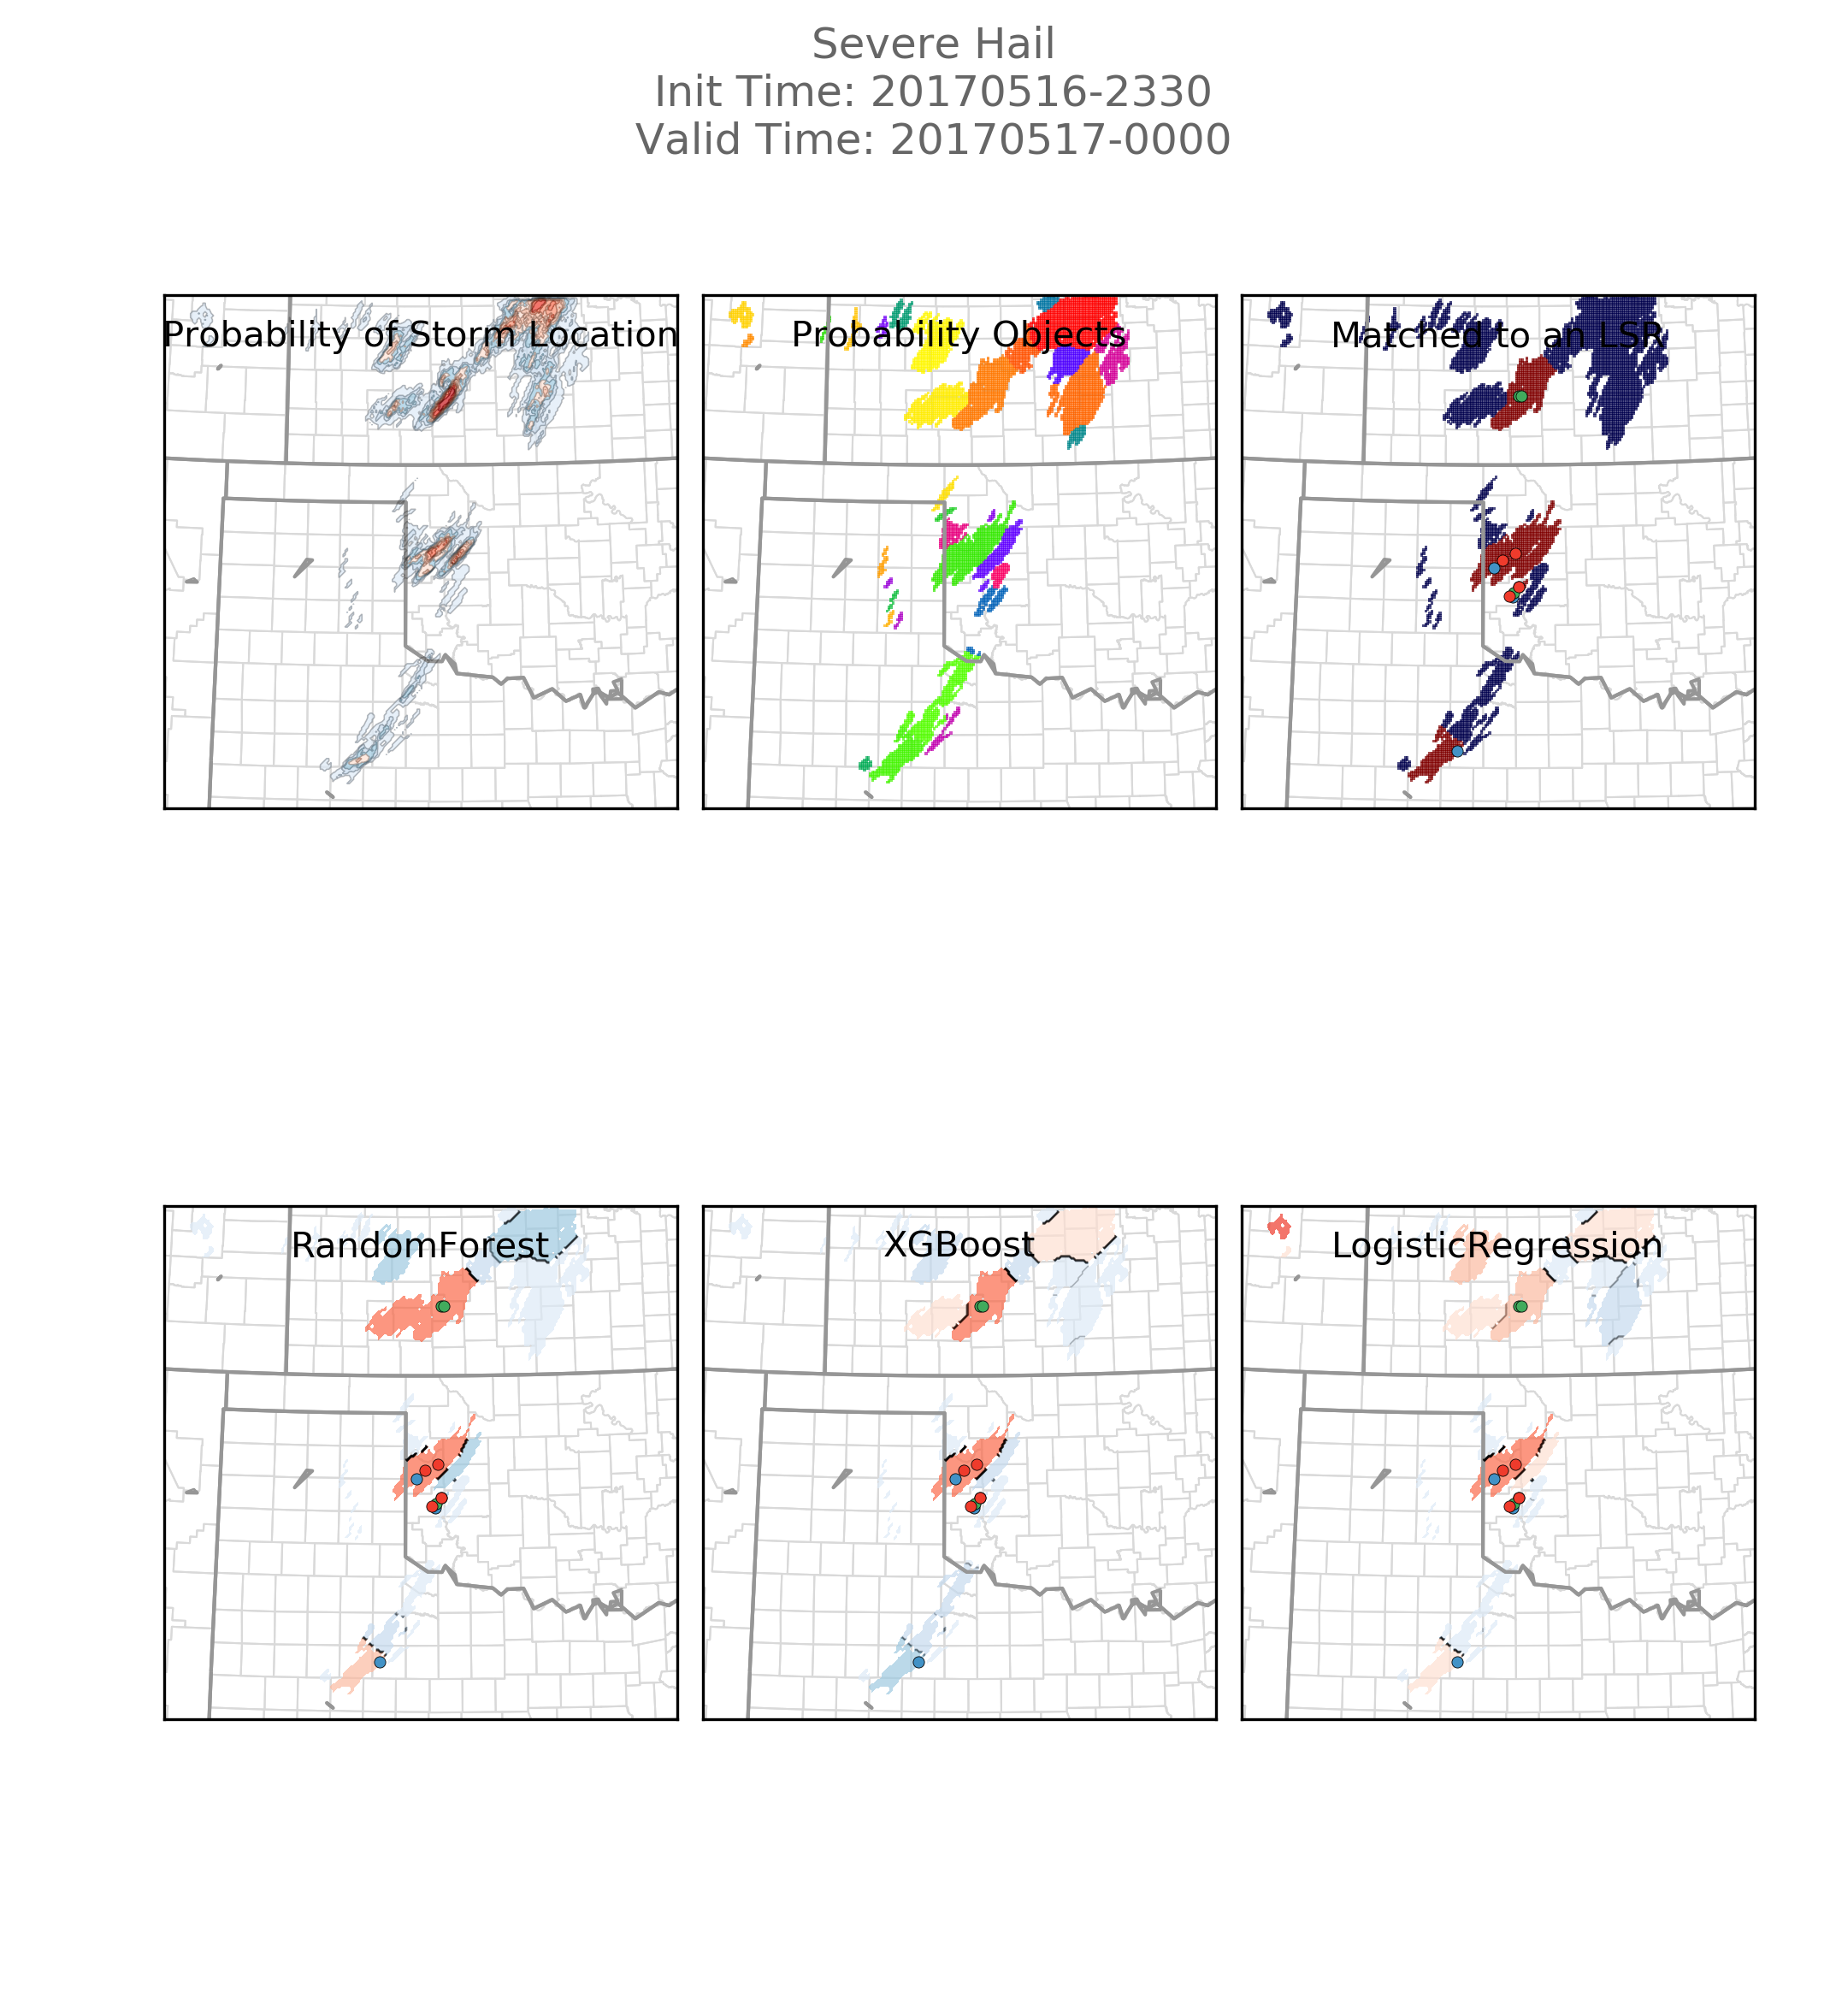 Severe Hail
Init Time: 20170516-2330
Valid Time: 20170517-0000
Probability of Storm Location
Probability Objects
Matched to an LSR
RandomForest
XGBoost
LogisticRegression